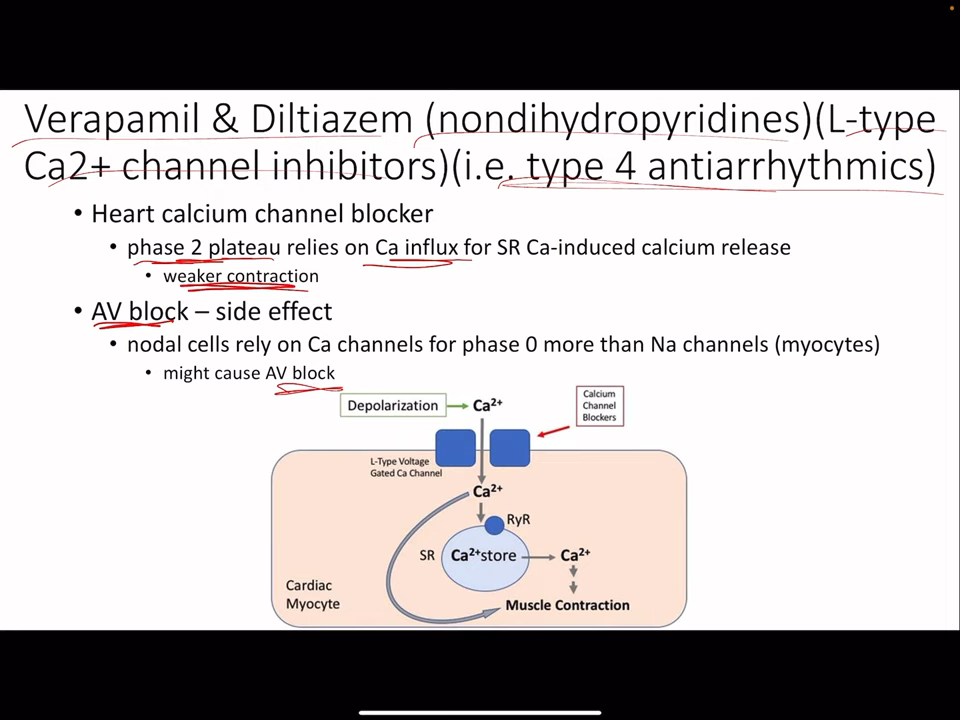 Verapamil & Diltiazem (nondihydropyridines)(L-type
Ca2+ channel inhibitors)(i.e. type 4 antiarrhythmics)
• Heart calcium channel blocker
• phase 2 plateau relies on Ca influx for SR Ca-induced calcium release
• weaker contraction
• AV block – side effect
• nodal cells rely on Ca channels for phase 0 more than Na channels (myocytes)
• might cause AV block
Depolarization
Ca²⁺
Calcium
Channel
Blockers
L-Type Voltage
Gated Ca Channel
Ca²⁺
RyR
SR
Ca²⁺store
Ca²⁺
Cardiac
Myocyte
Muscle Contraction